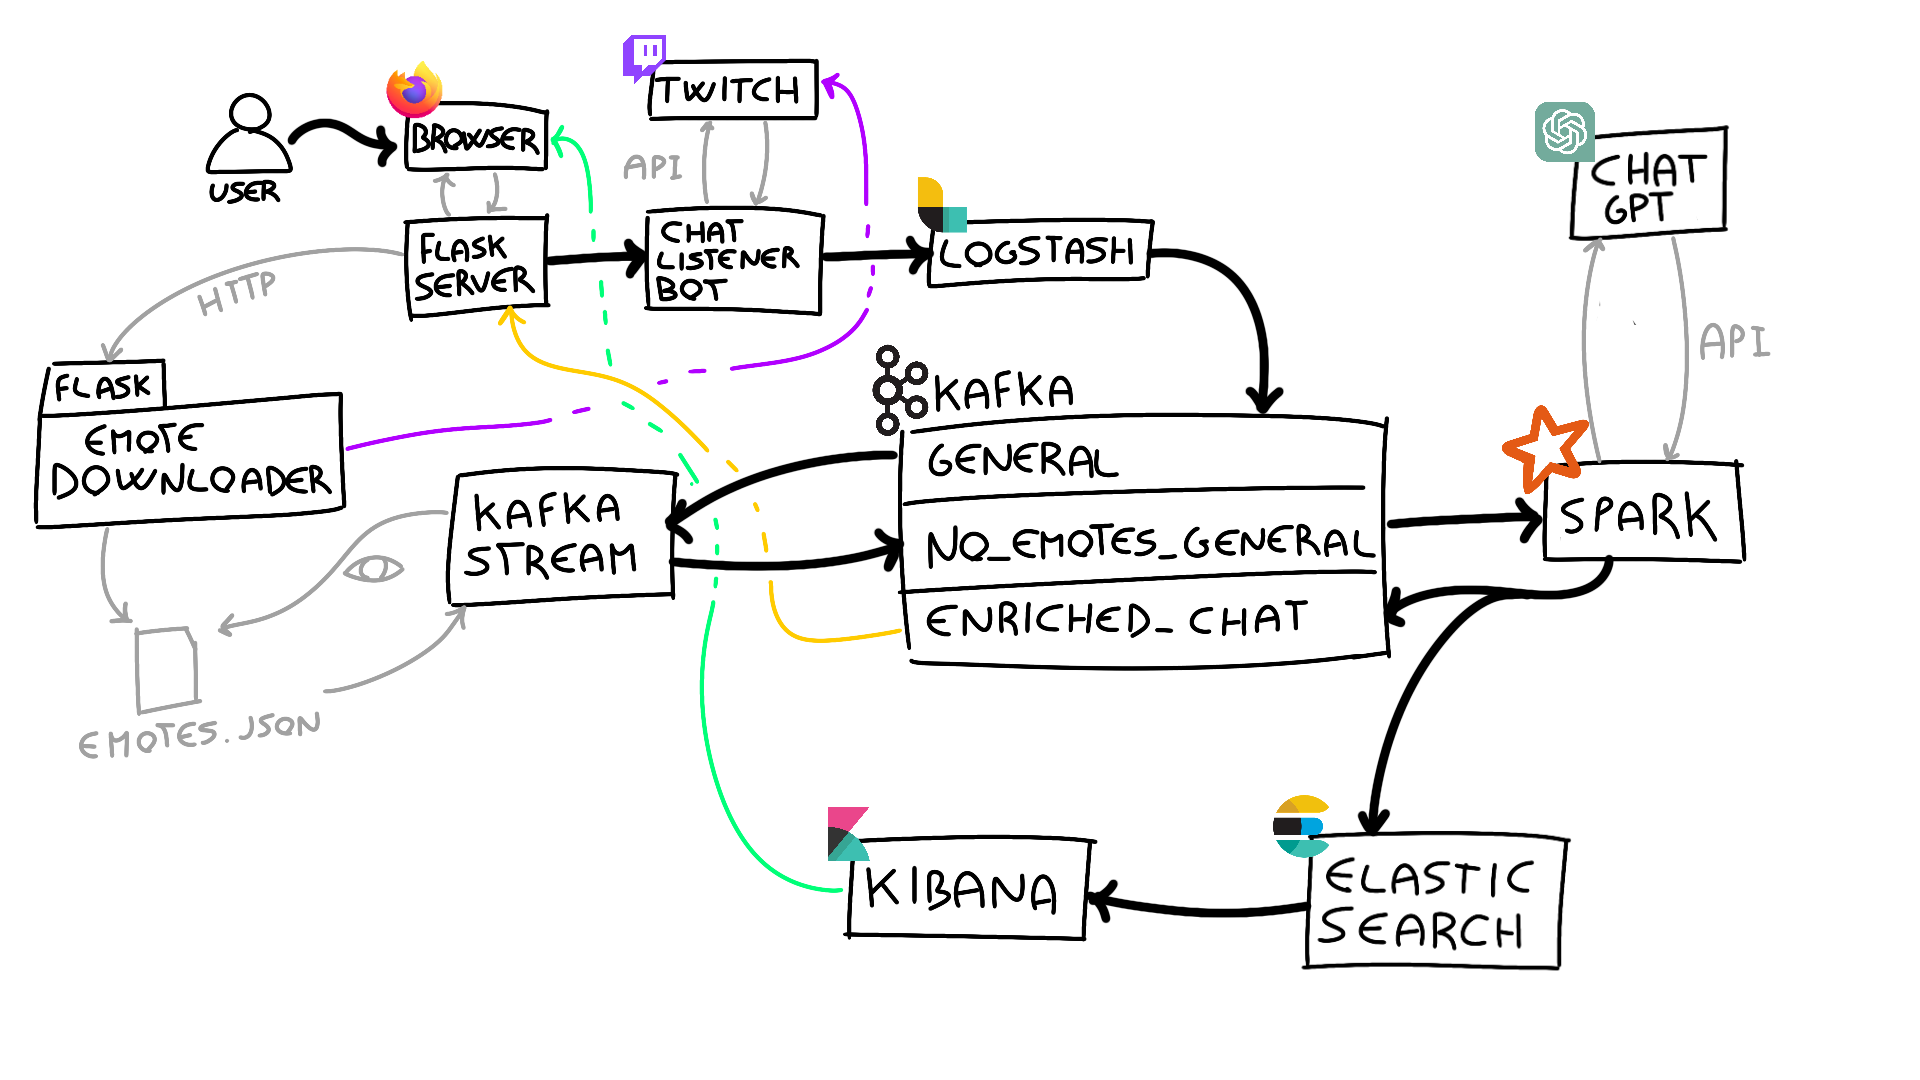 USER
BROWSER
TWITCH
API
FLASK
SERVER
CHAT
LISTENER
BOT
LOGSTASH
CHAT
GPT
API
HTTP
FLASK
EMOTE
DOWNLOADER
KAFKA
STREAM
KAFKA
GENERAL
NO_EMOTES_GENERAL
ENRICHED_CHAT
SPARK
EMOTES.JSON
KIBANA
ELASTIC
SEARCH